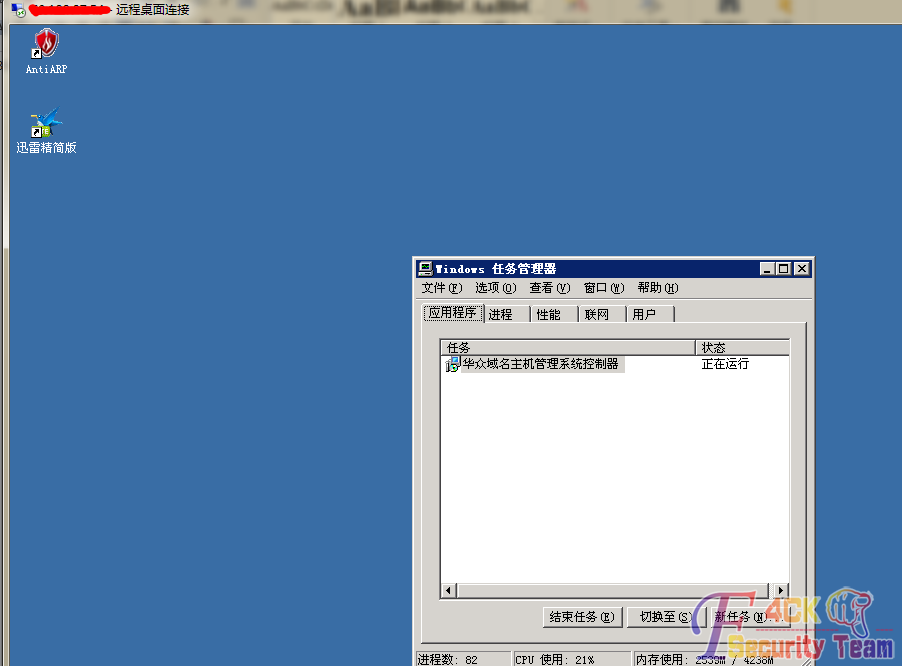 远程桌面连接
AntiARP
迅雷精简版
Windows 任务管理器
文件(F) 选项(O) 查看(V) 窗口(W) 帮助(H)
应用程序 进程 性能 联网 用户
任务 状态
华众域名主机管理系统控制器 正在运行
结束任务(E) 切换至(S) 新任务(N)...
F4CK
Security Team
进程数: 82 CPU 使用: 21% 内存使用: 2539M / 4238M